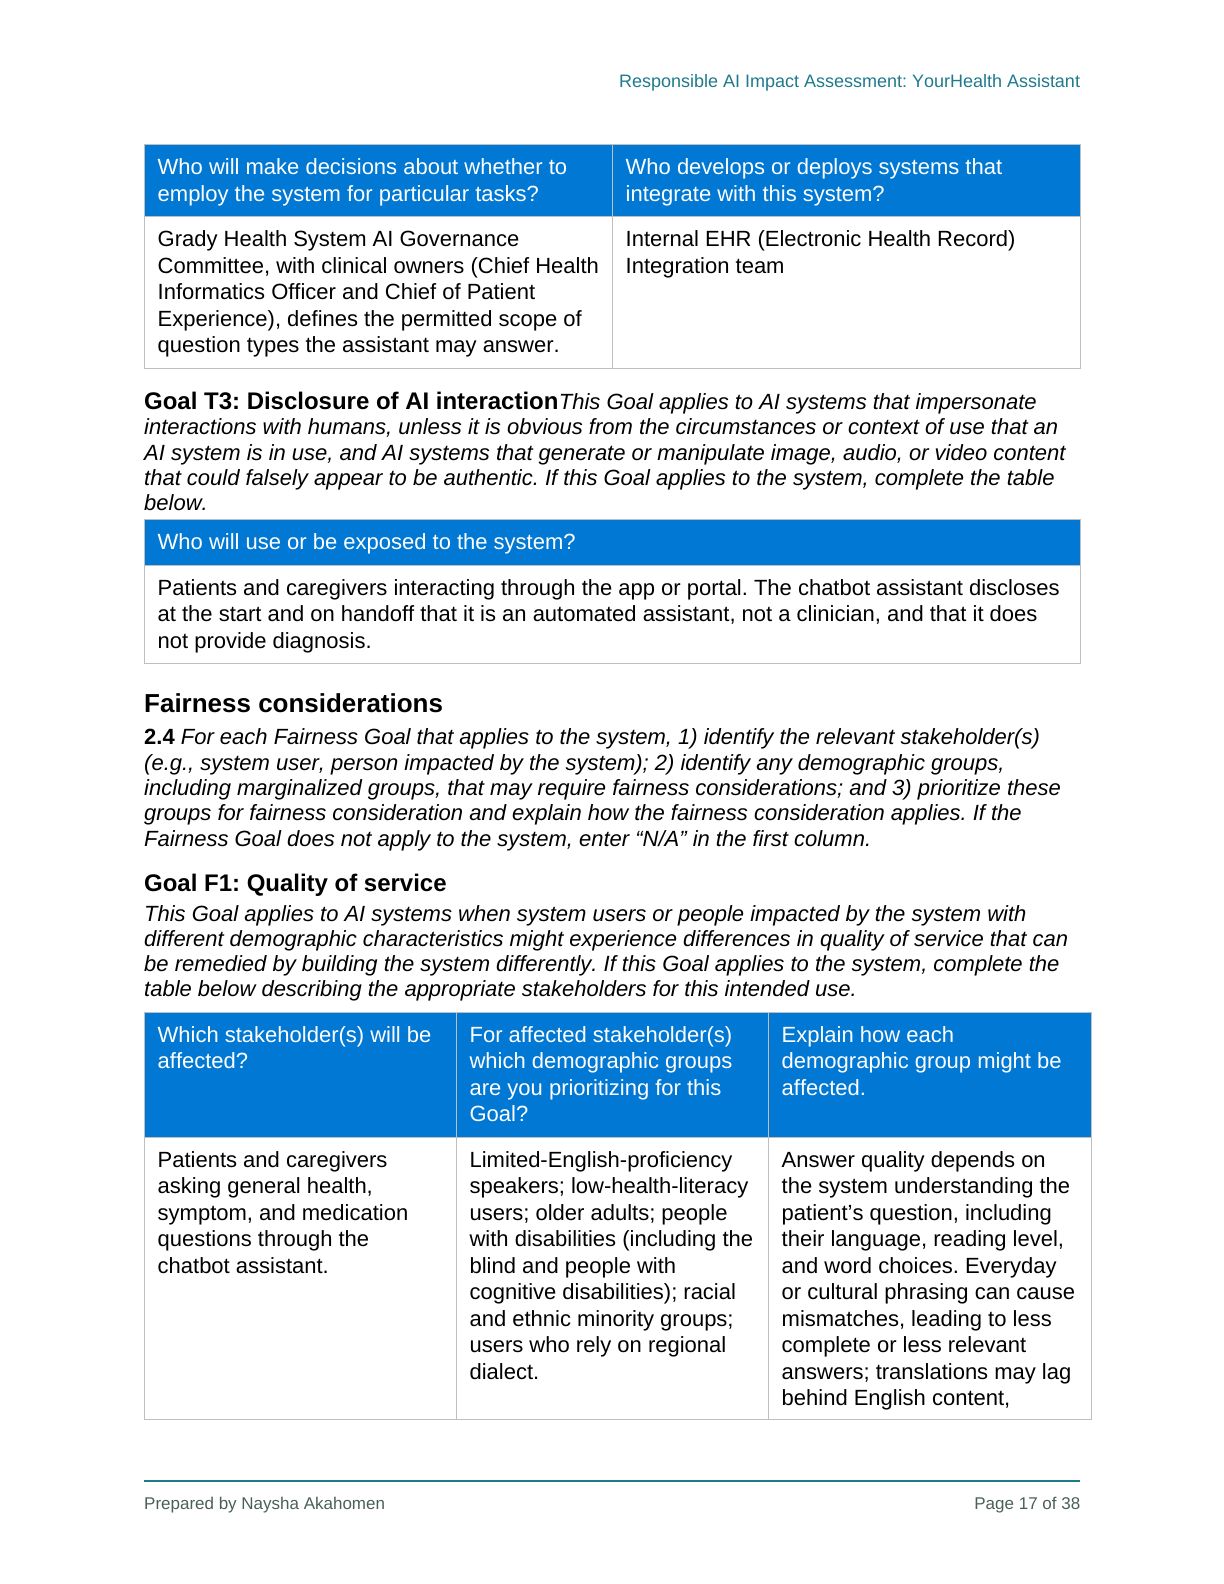 Responsible AI Impact Assessment: YourHealth Assistant
Who will make decisions about whether to
employ the system for particular tasks?
Who develops or deploys systems that
integrate with this system?
Grady Health System AI Governance
Committee, with clinical owners (Chief Health
Informatics Officer and Chief of Patient
Experience), defines the permitted scope of
question types the assistant may answer.
Internal EHR (Electronic Health Record)
Integration team
Goal T3: Disclosure of AI interactionThis Goal applies to AI systems that impersonate
interactions with humans, unless it is obvious from the circumstances or context of use that an
AI system is in use, and AI systems that generate or manipulate image, audio, or video content
that could falsely appear to be authentic. If this Goal applies to the system, complete the table
below.
Who will use or be exposed to the system?
Patients and caregivers interacting through the app or portal. The chatbot assistant discloses
at the start and on handoff that it is an automated assistant, not a clinician, and that it does
not provide diagnosis.
Fairness considerations
2.4 For each Fairness Goal that applies to the system, 1) identify the relevant stakeholder(s)
(e.g., system user, person impacted by the system); 2) identify any demographic groups,
including marginalized groups, that may require fairness considerations; and 3) prioritize these
groups for fairness consideration and explain how the fairness consideration applies. If the
Fairness Goal does not apply to the system, enter “N/A” in the first column.
Goal F1: Quality of service
This Goal applies to AI systems when system users or people impacted by the system with
different demographic characteristics might experience differences in quality of service that can
be remedied by building the system differently. If this Goal applies to the system, complete the
table below describing the appropriate stakeholders for this intended use.
Which stakeholder(s) will be
affected?
For affected stakeholder(s)
which demographic groups
are you prioritizing for this
Goal?
Explain how each
demographic group might be
affected.
Patients and caregivers
asking general health,
symptom, and medication
questions through the
chatbot assistant.
Limited-English-proficiency
speakers; low-health-literacy
users; older adults; people
with disabilities (including the
blind and people with
cognitive disabilities); racial
and ethnic minority groups;
users who rely on regional
dialect.
Answer quality depends on
the system understanding the
patient’s question, including
their language, reading level,
and word choices. Everyday
or cultural phrasing can cause
mismatches, leading to less
complete or less relevant
answers; translations may lag
behind English content,
Prepared by Naysha Akahomen
Page 17 of 38